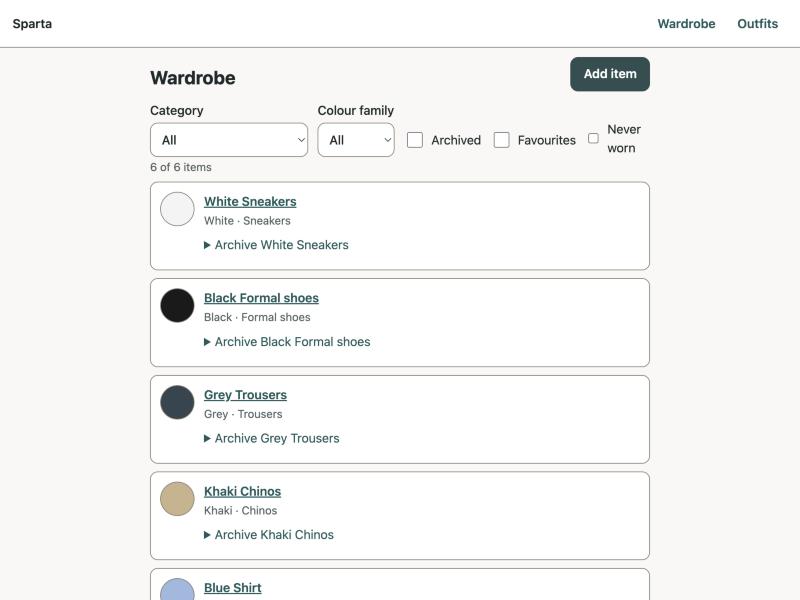 Sparta
Wardrobe Outfits
Wardrobe
Add item
Category
Colour family
All
All
Archived
Favourites
Never
worn
6 of 6 items
White Sneakers
White · Sneakers
Archive White Sneakers
Black Formal shoes
Black · Formal shoes
Archive Black Formal shoes
Grey Trousers
Grey · Trousers
Archive Grey Trousers
Khaki Chinos
Khaki · Chinos
Archive Khaki Chinos
Blue Shirt